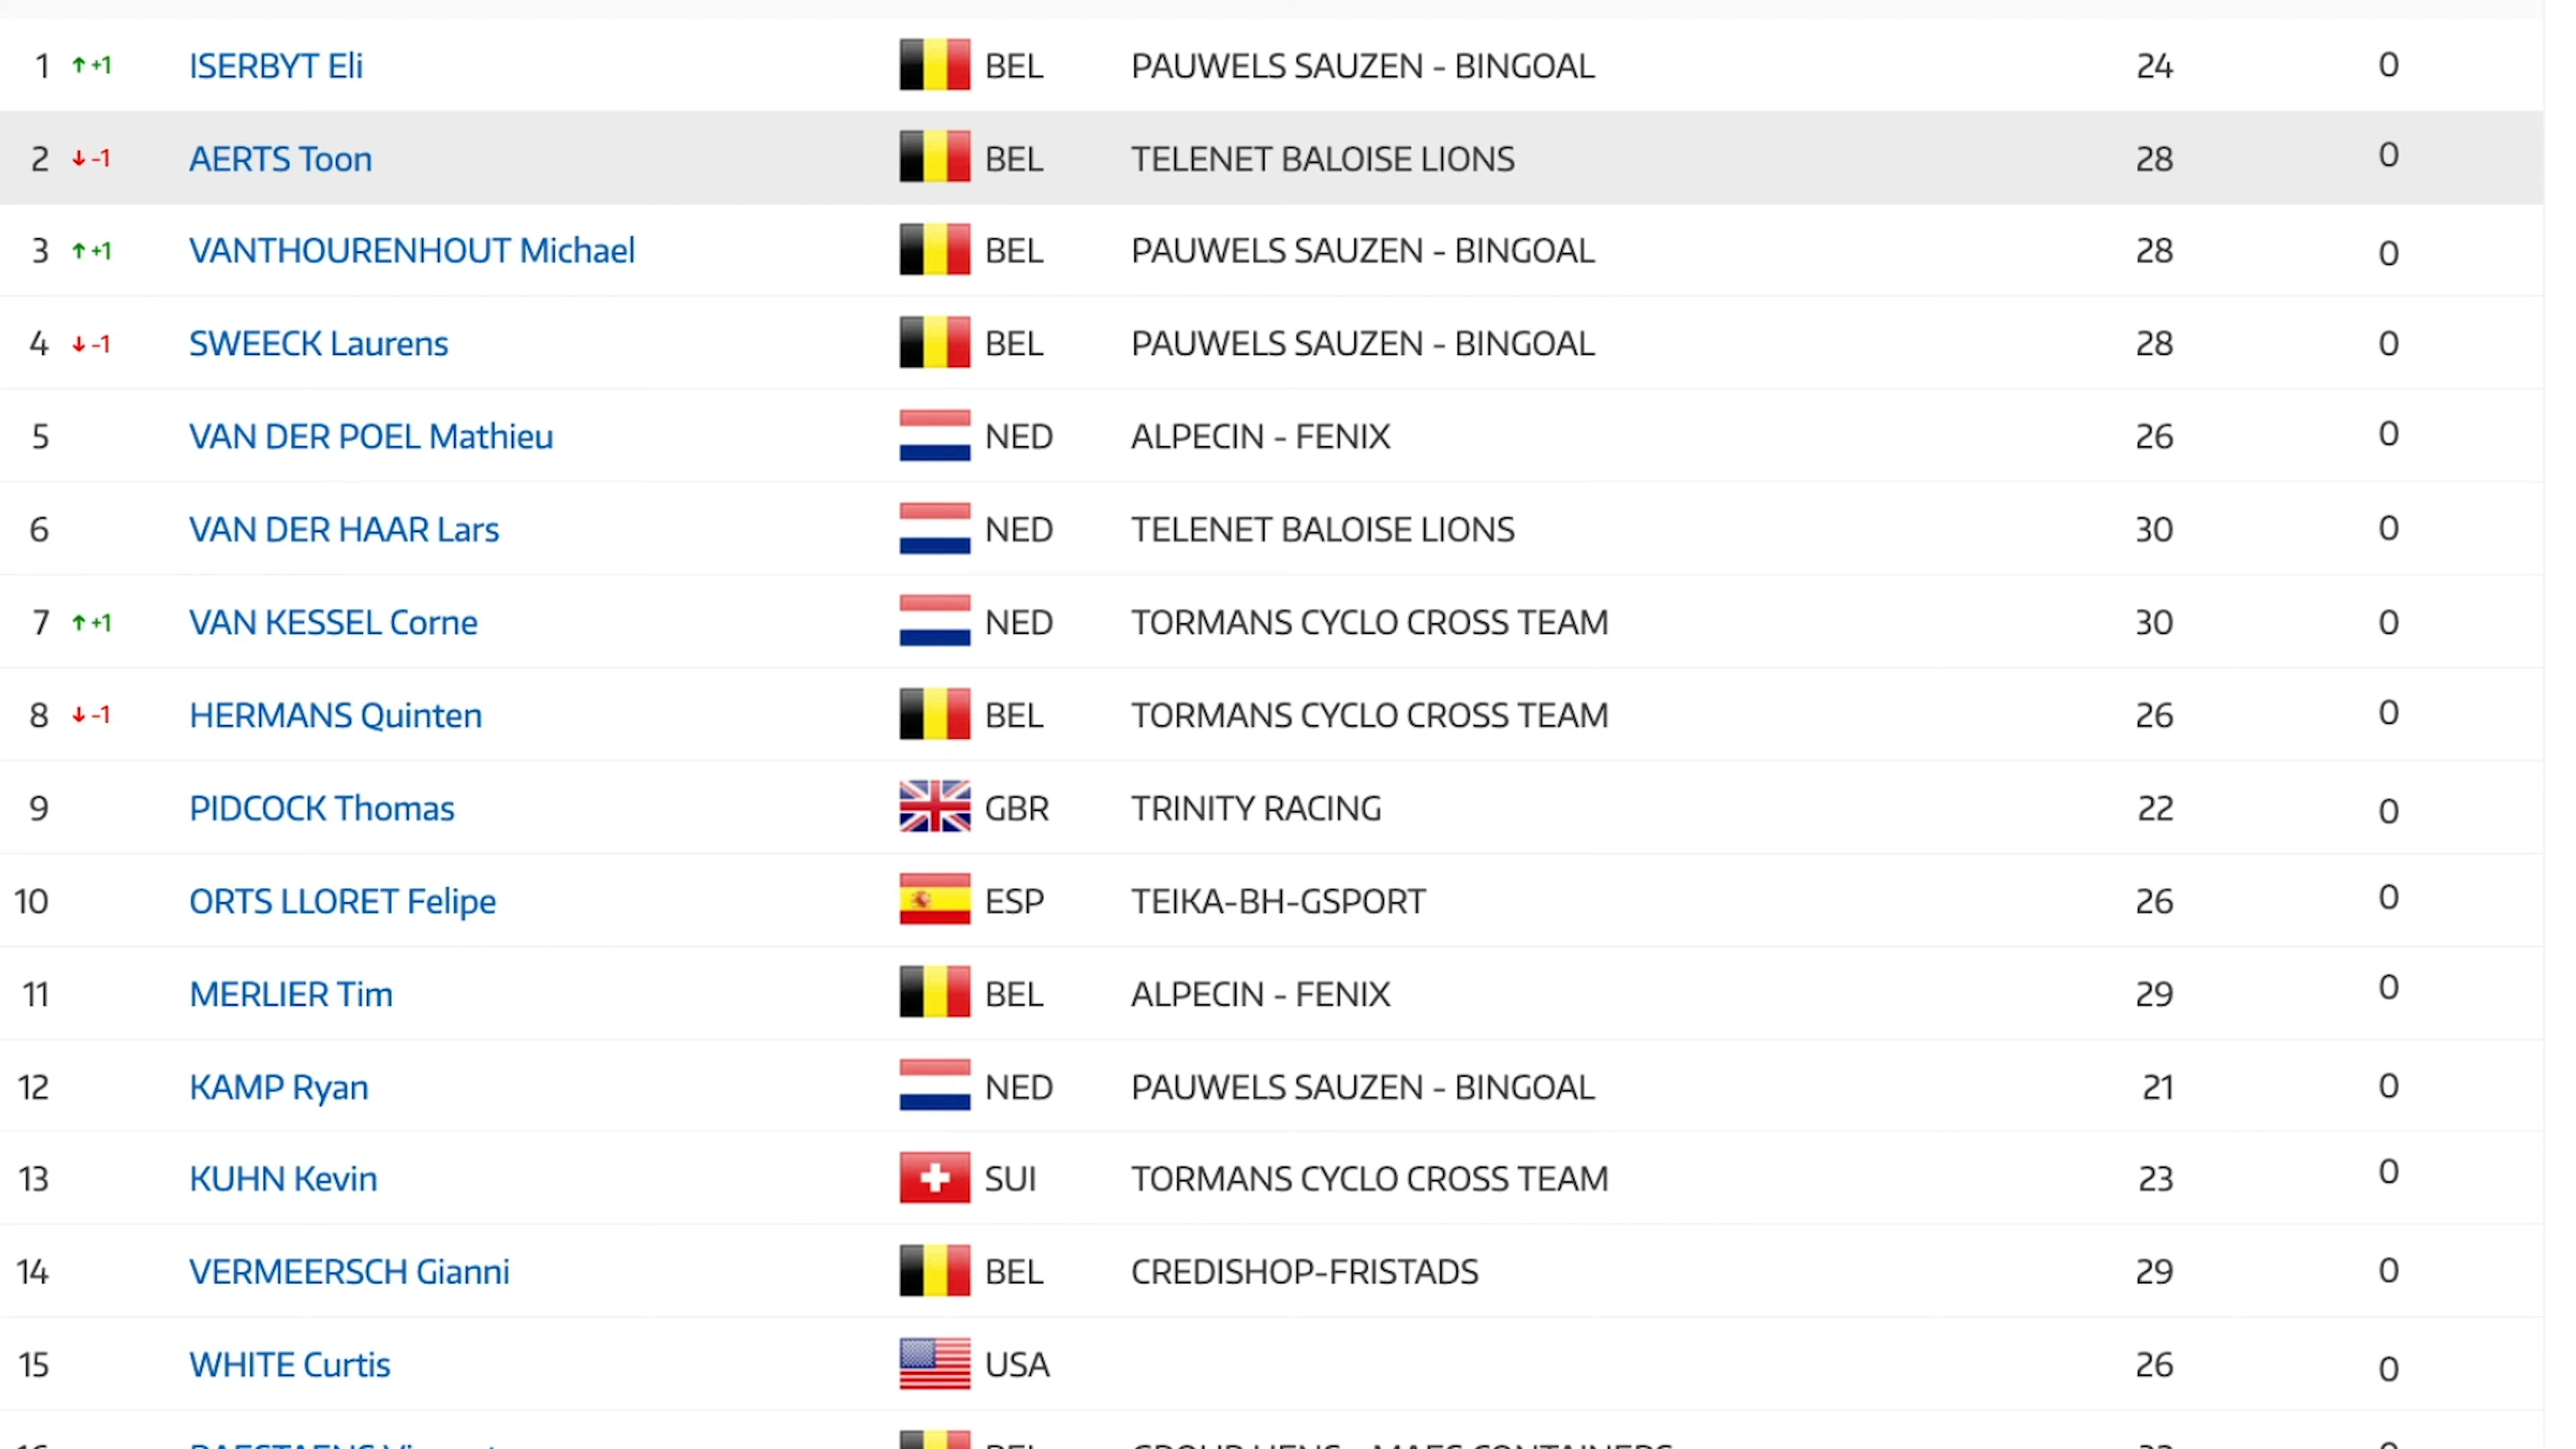 1 ↑ +1 ISERBYT Eli BEL PAUWELS SAUZEN - BINGOAL 24 0
2 ↓ -1 AERTS Toon BEL TELENET BALOISE LIONS 28 0
3 ↑ +1 VANTHOURENHOUT Michael BEL PAUWELS SAUZEN - BINGOAL 28 0
4 ↓ -1 SWEECK Laurens BEL PAUWELS SAUZEN - BINGOAL 28 0
5 VAN DER POEL Mathieu NED ALPECIN - FENIX 26 0
6 VAN DER HAAR Lars NED TELENET BALOISE LIONS 30 0
7 ↑ +1 VAN KESSEL Corne NED TORMANS CYCLO CROSS TEAM 30 0
8 ↓ -1 HERMANS Quinten BEL TORMANS CYCLO CROSS TEAM 26 0
9 PIDCOCK Thomas GBR TRINITY RACING 22 0
10 ORTS LLORET Felipe ESP TEIKA-BH-GSPORT 26 0
11 MERLIER Tim BEL ALPECIN - FENIX 29 0
12 KAMP Ryan NED PAUWELS SAUZEN - BINGOAL 21 0
13 KUHN Kevin SUI TORMANS CYCLO CROSS TEAM 23 0
14 VERMEERSCH Gianni BEL CREDISHOP-FRISTADS 29 0
15 WHITE Curtis USA 26 0